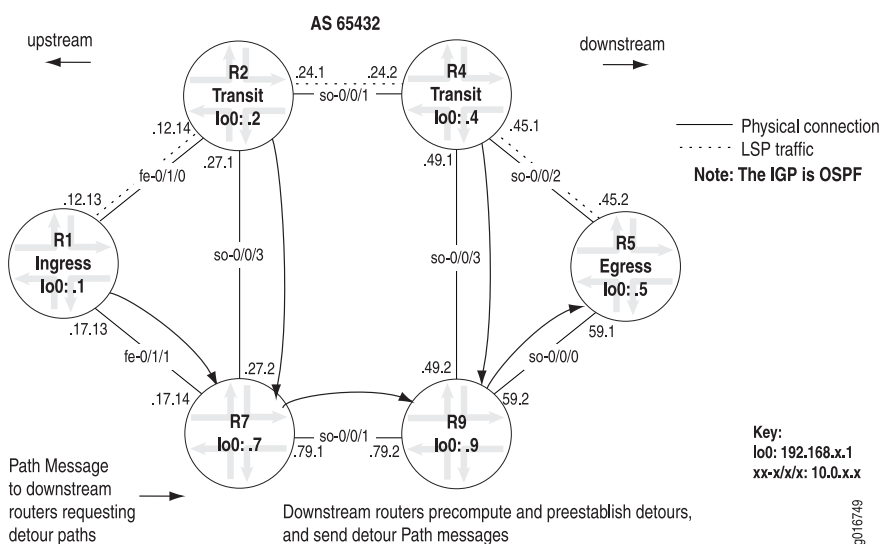 AS 65432
upstream
downstream
R2
Transit
lo0: .2
.24.1
.24.2
so-0/0/1
R4
Transit
lo0: .4
Physical connection
LSP traffic
Note: The IGP is OSPF
.12.14
.27.1
fe-0/1/0
.12.13
.45.1
.49.1
so-0/0/2
.45.2
R1
Ingress
lo0: .1
so-0/0/3
so-0/0/3
R5
Egress
lo0: .5
.17.13
fe-0/1/1
.17.14
.27.2
.49.2
59.1
so-0/0/0
59.2
R7
lo0: .7
.79.1
so-0/0/1
.79.2
R9
lo0: .9
Key:
lo0: 192.168.x.1
xx-x/x/x: 10.0.x.x
Path Message
to downstream
routers requesting
detour paths
Downstream routers precompute and preestablish detours,
and send detour Path messages
g016749